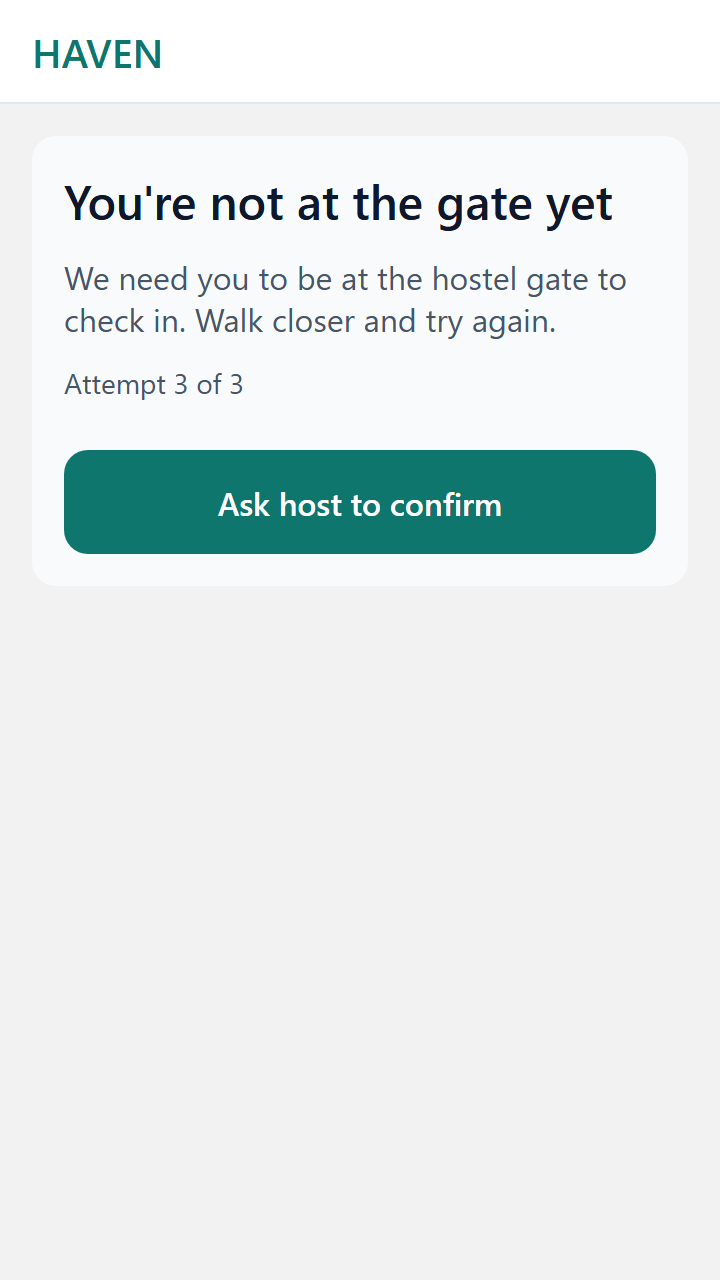 HAVEN
You're not at the gate yet
We need you to be at the hostel gate to
check in. Walk closer and try again.
Attempt 3 of 3
Ask host to confirm